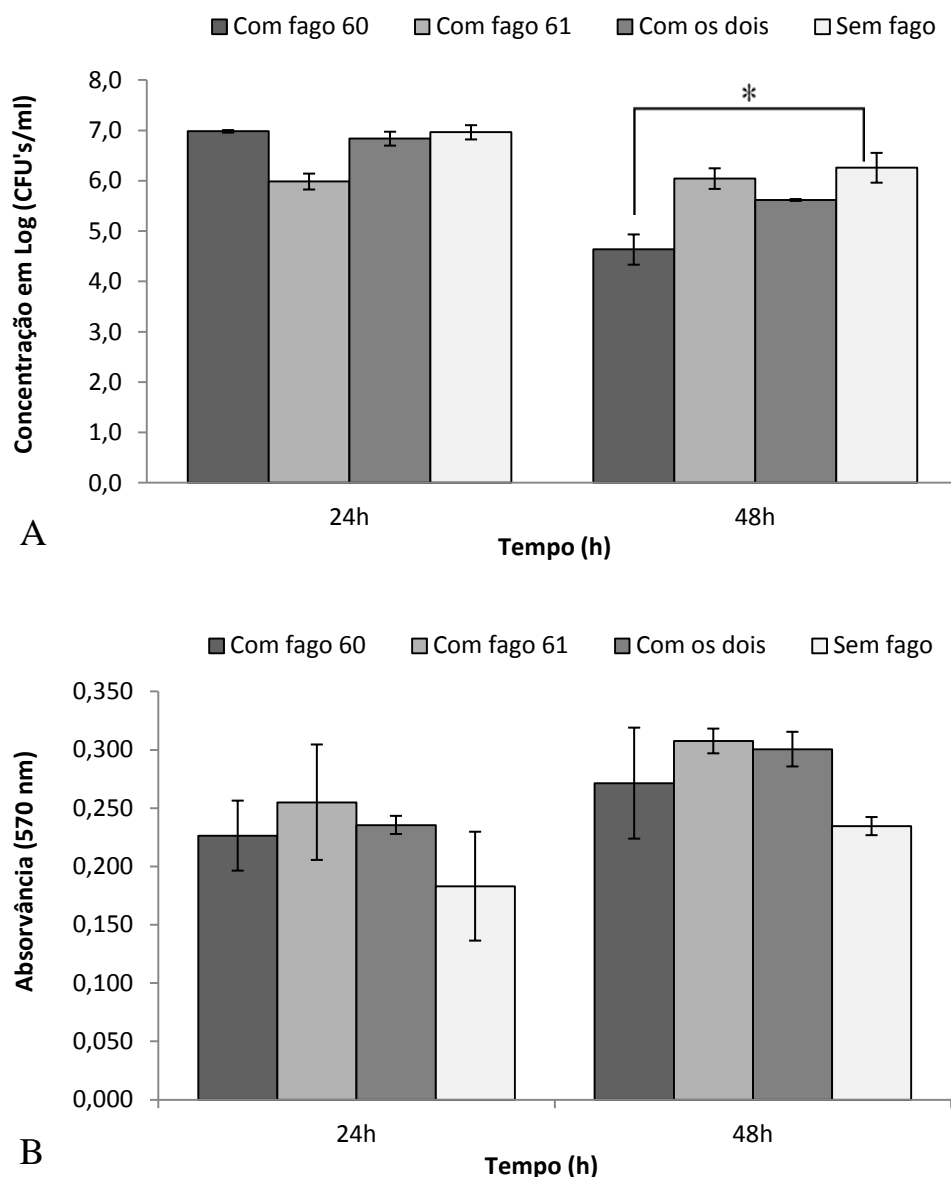 Com fago 60 Com fago 61 Com os dois Sem fago
Concentração em Log (CFU's/ml)
8,0
7,0
6,0
5,0
4,0
3,0
2,0
1,0
0,0
*
24h 48h
Tempo (h)
A
Com fago 60 Com fago 61 Com os dois Sem fago
Absorvância (570 nm)
0,350
0,300
0,250
0,200
0,150
0,100
0,050
0,000
24h 48h
Tempo (h)
B